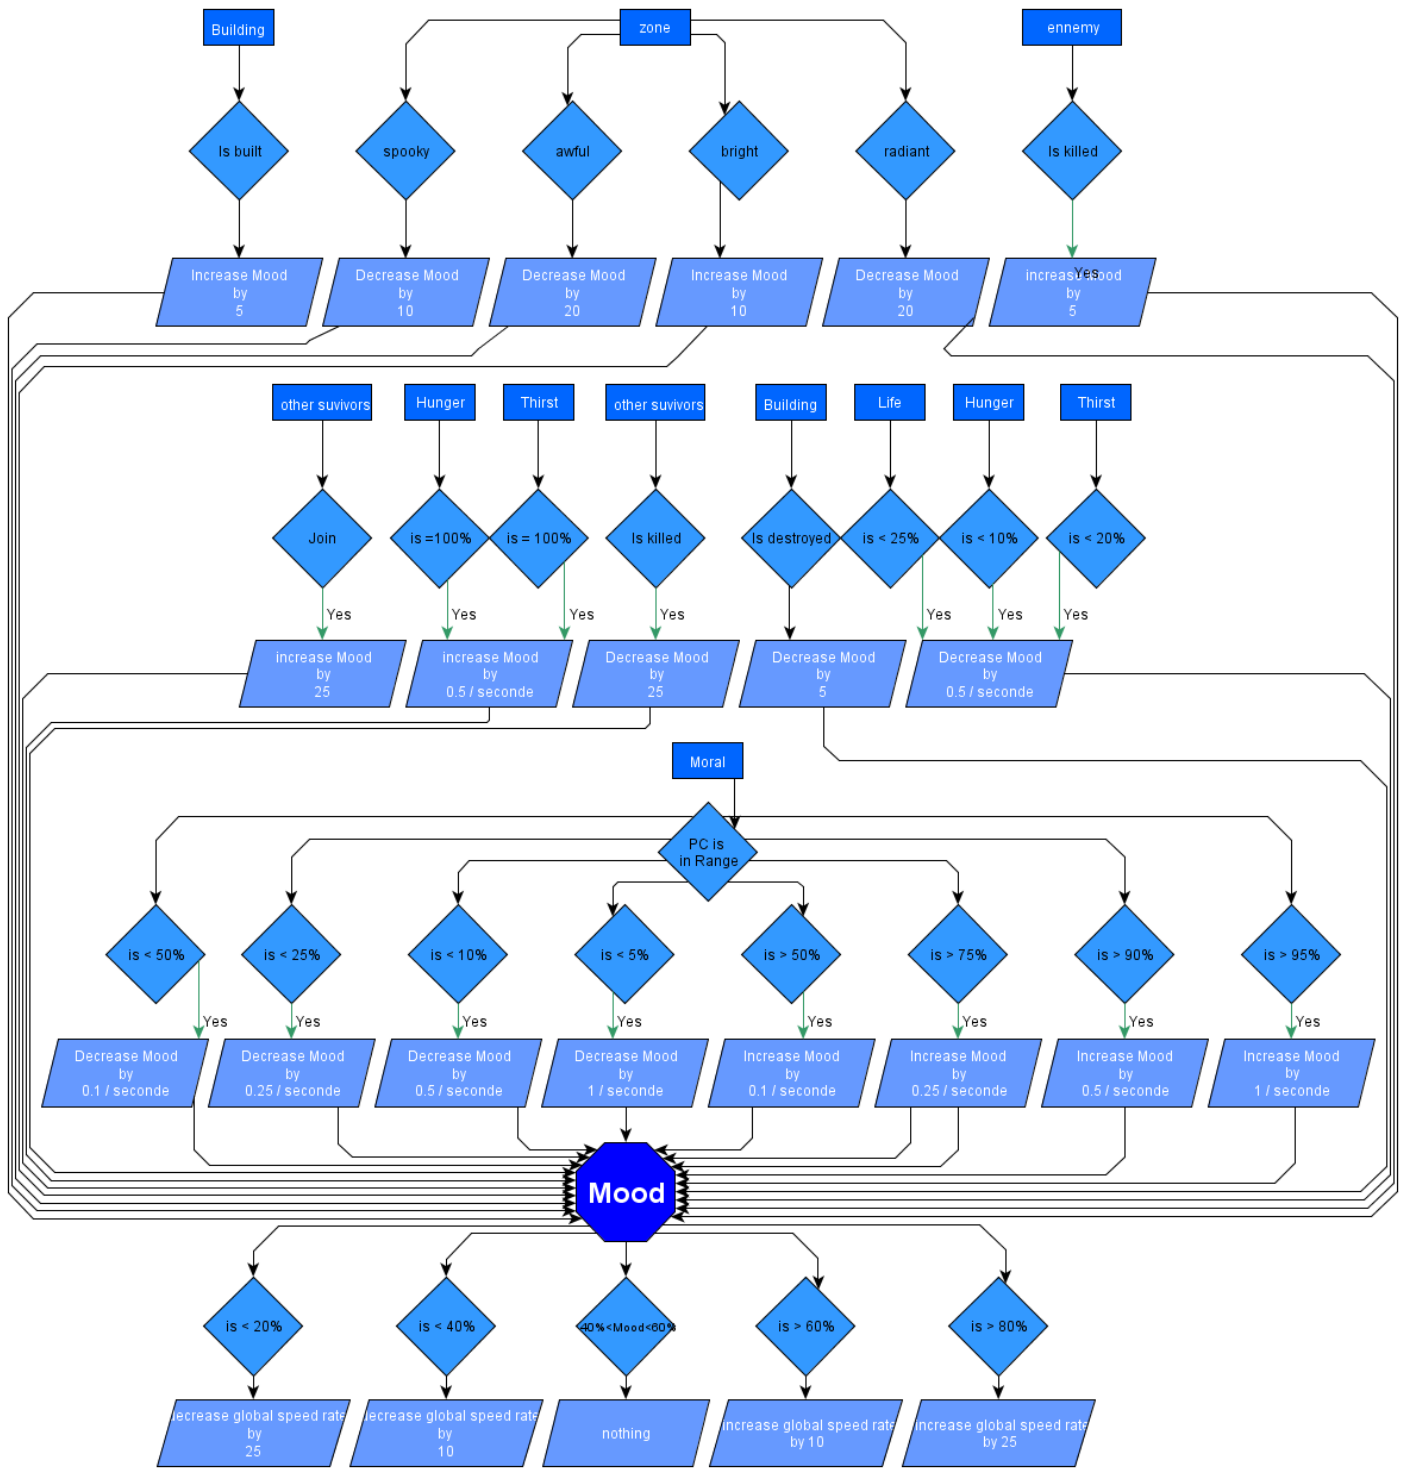 Building
zone
ennemy
Is built
spooky
awful
bright
radiant
Is killed
Yes
Increase Mood
by
5
Decrease Mood
by
10
Decrease Mood
by
20
Increase Mood
by
10
Decrease Mood
by
20
increase Mood
by
5
other suvivors
Hunger
Thirst
other suvivors
Building
Life
Hunger
Thirst
Join
is =100%
is = 100%
Is killed
Is destroyed
is < 25%
is < 10%
is < 20%
Yes
Yes
Yes
Yes
Yes
Yes
Yes
increase Mood
by
25
increase Mood
by
0.5 / seconde
Decrease Mood
by
25
Decrease Mood
by
5
Decrease Mood
by
0.5 / seconde
Moral
PC is
in Range
is < 50%
is < 25%
is < 10%
is < 5%
is > 50%
is > 75%
is > 90%
is > 95%
Yes
Yes
Yes
Yes
Yes
Yes
Yes
Yes
Decrease Mood
by
0.1 / seconde
Decrease Mood
by
0.25 / seconde
Decrease Mood
by
0.5 / seconde
Decrease Mood
by
1 / seconde
Increase Mood
by
0.1 / seconde
Increase Mood
by
0.25 / seconde
Increase Mood
by
0.5 / seconde
Increase Mood
by
1 / seconde
Mood
is < 20%
is < 40%
40%<Mood<60%
is > 60%
is > 80%
decrease global speed rate
by
25
decrease global speed rate
by
10
nothing
increase global speed rate
by 10
increase global speed rate
by 25